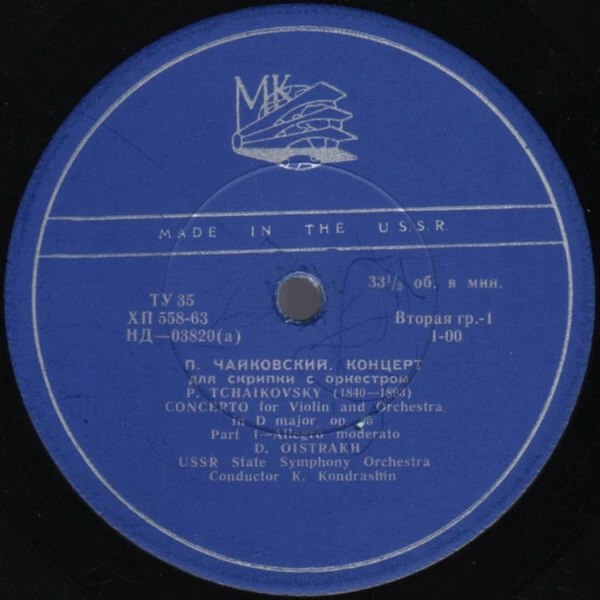 МК
MADE IN THE U.S.S.R.
ТУ 35
ХП 558-63
НД—03820(а)
33⅓ об. в мин.
Вторая гр.-1
1-00
П. ЧАЙКОВСКИЙ. КОНЦЕРТ
для скрипки с оркестром
P. TCHAIKOVSKY (1840—1893)
CONCERTO for Violin and Orchestra
in D major op.
Part I—Allegro moderato
D. OISTRAKH
USSR State Symphony Orchestra
Conductor K. Kondrashin